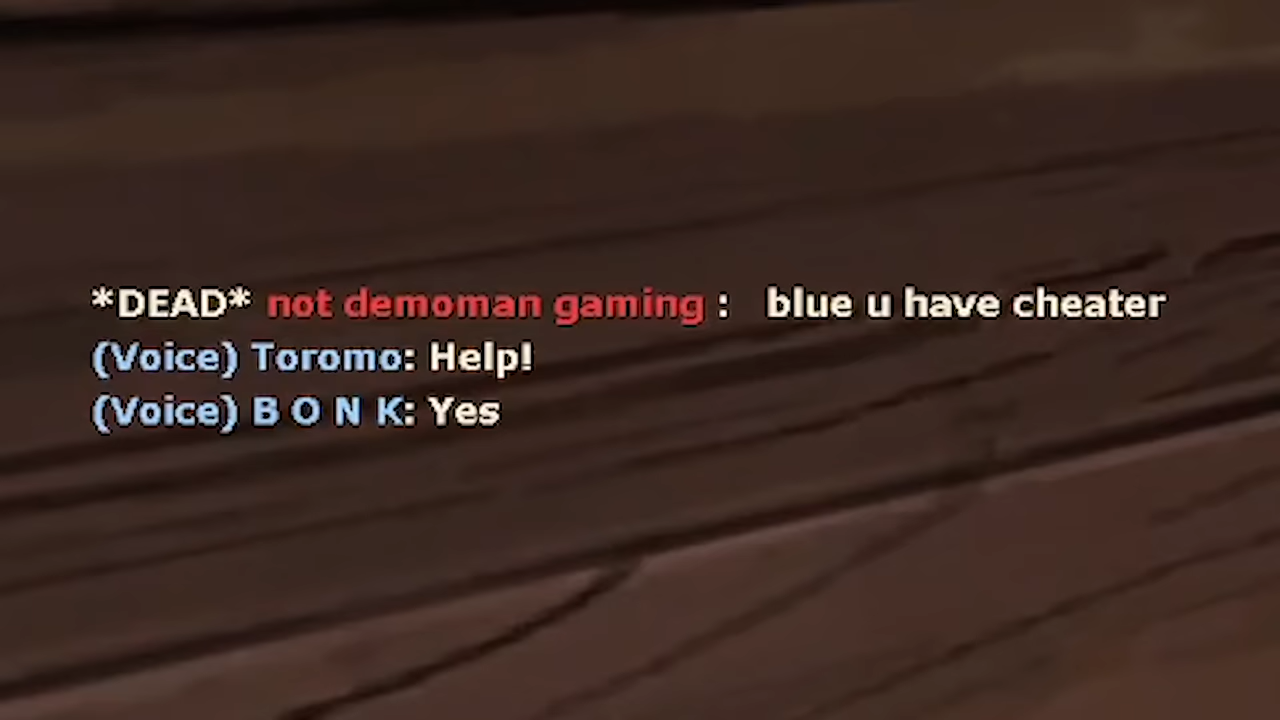 *DEAD* not demoman gaming :  blue u have cheater
(Voice) Toromo: Help!
(Voice) B O N K: Yes